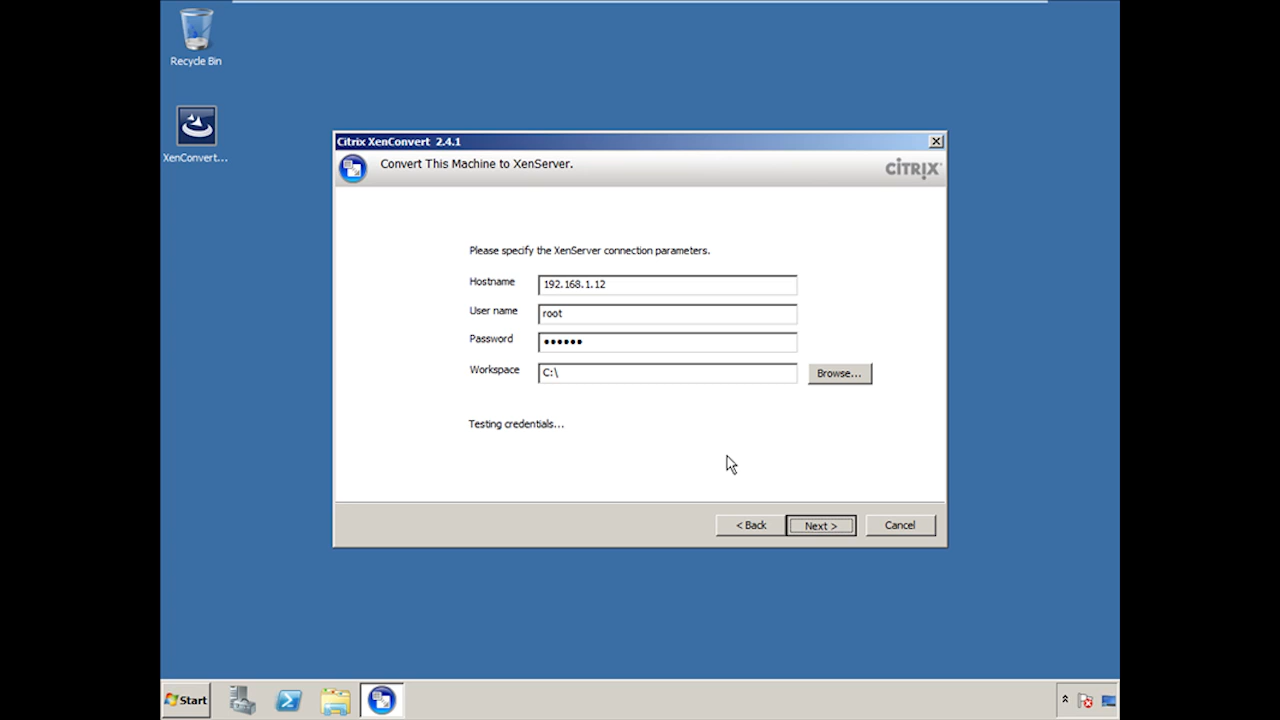 Recycle Bin
XenConvert...
Citrix XenConvert 2.4.1
Convert This Machine to XenServer.
CITRIX
Please specify the XenServer connection parameters.
Hostname
192.168.1.12
User name
root
Password
••••••
Workspace
C:\
Browse...
Testing credentials...
< Back
Next >
Cancel
Start